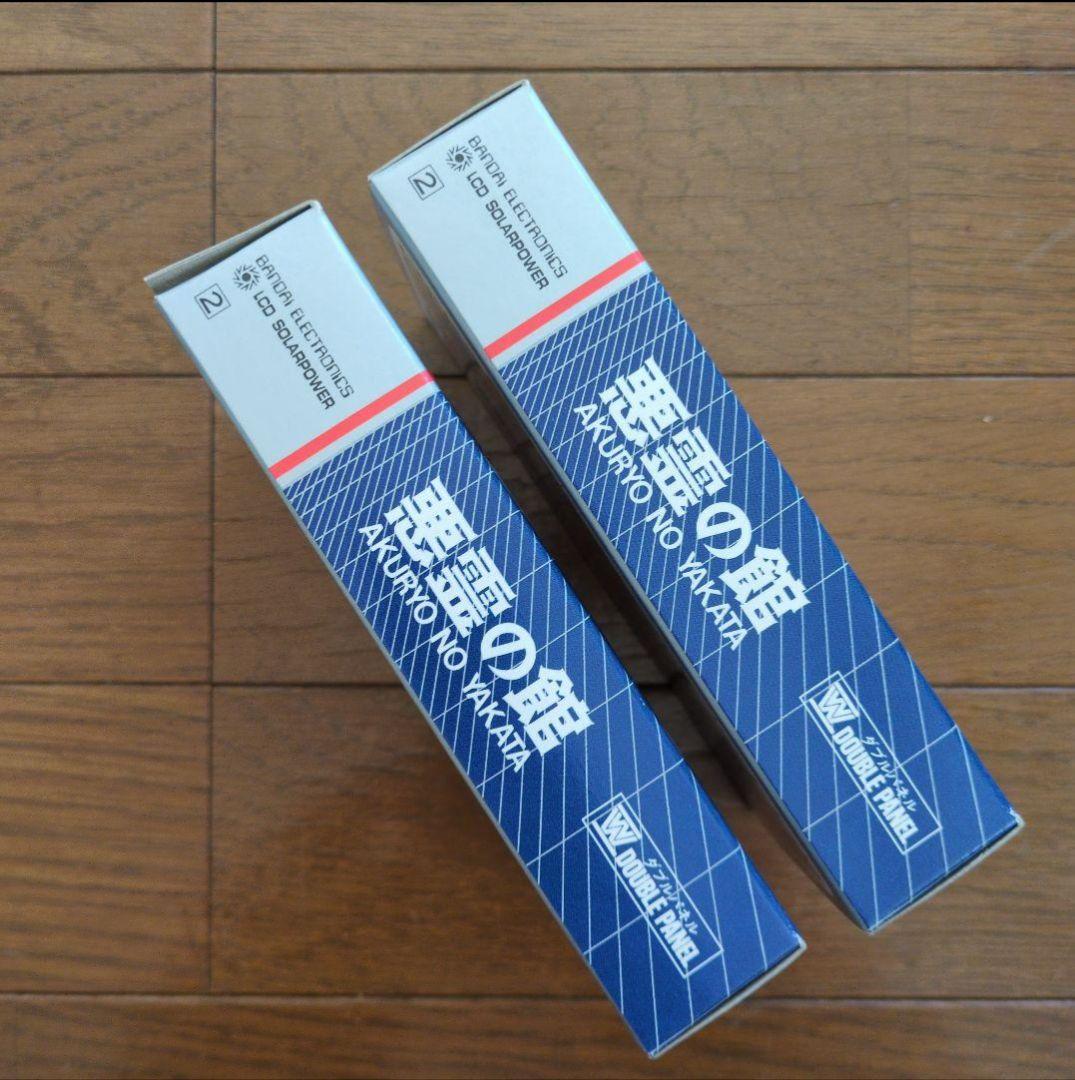 BANDAI ELECTRONICS
LCD SOLARPOWER
2
悪霊の館
AKURYO NO YAKATA
ダブルパネル
W DOUBLE PANEL
BANDAI ELECTRONICS
LCD SOLARPOWER
2
悪霊の館
AKURYO NO YAKATA
ダブルパネル
W DOUBLE PANEL